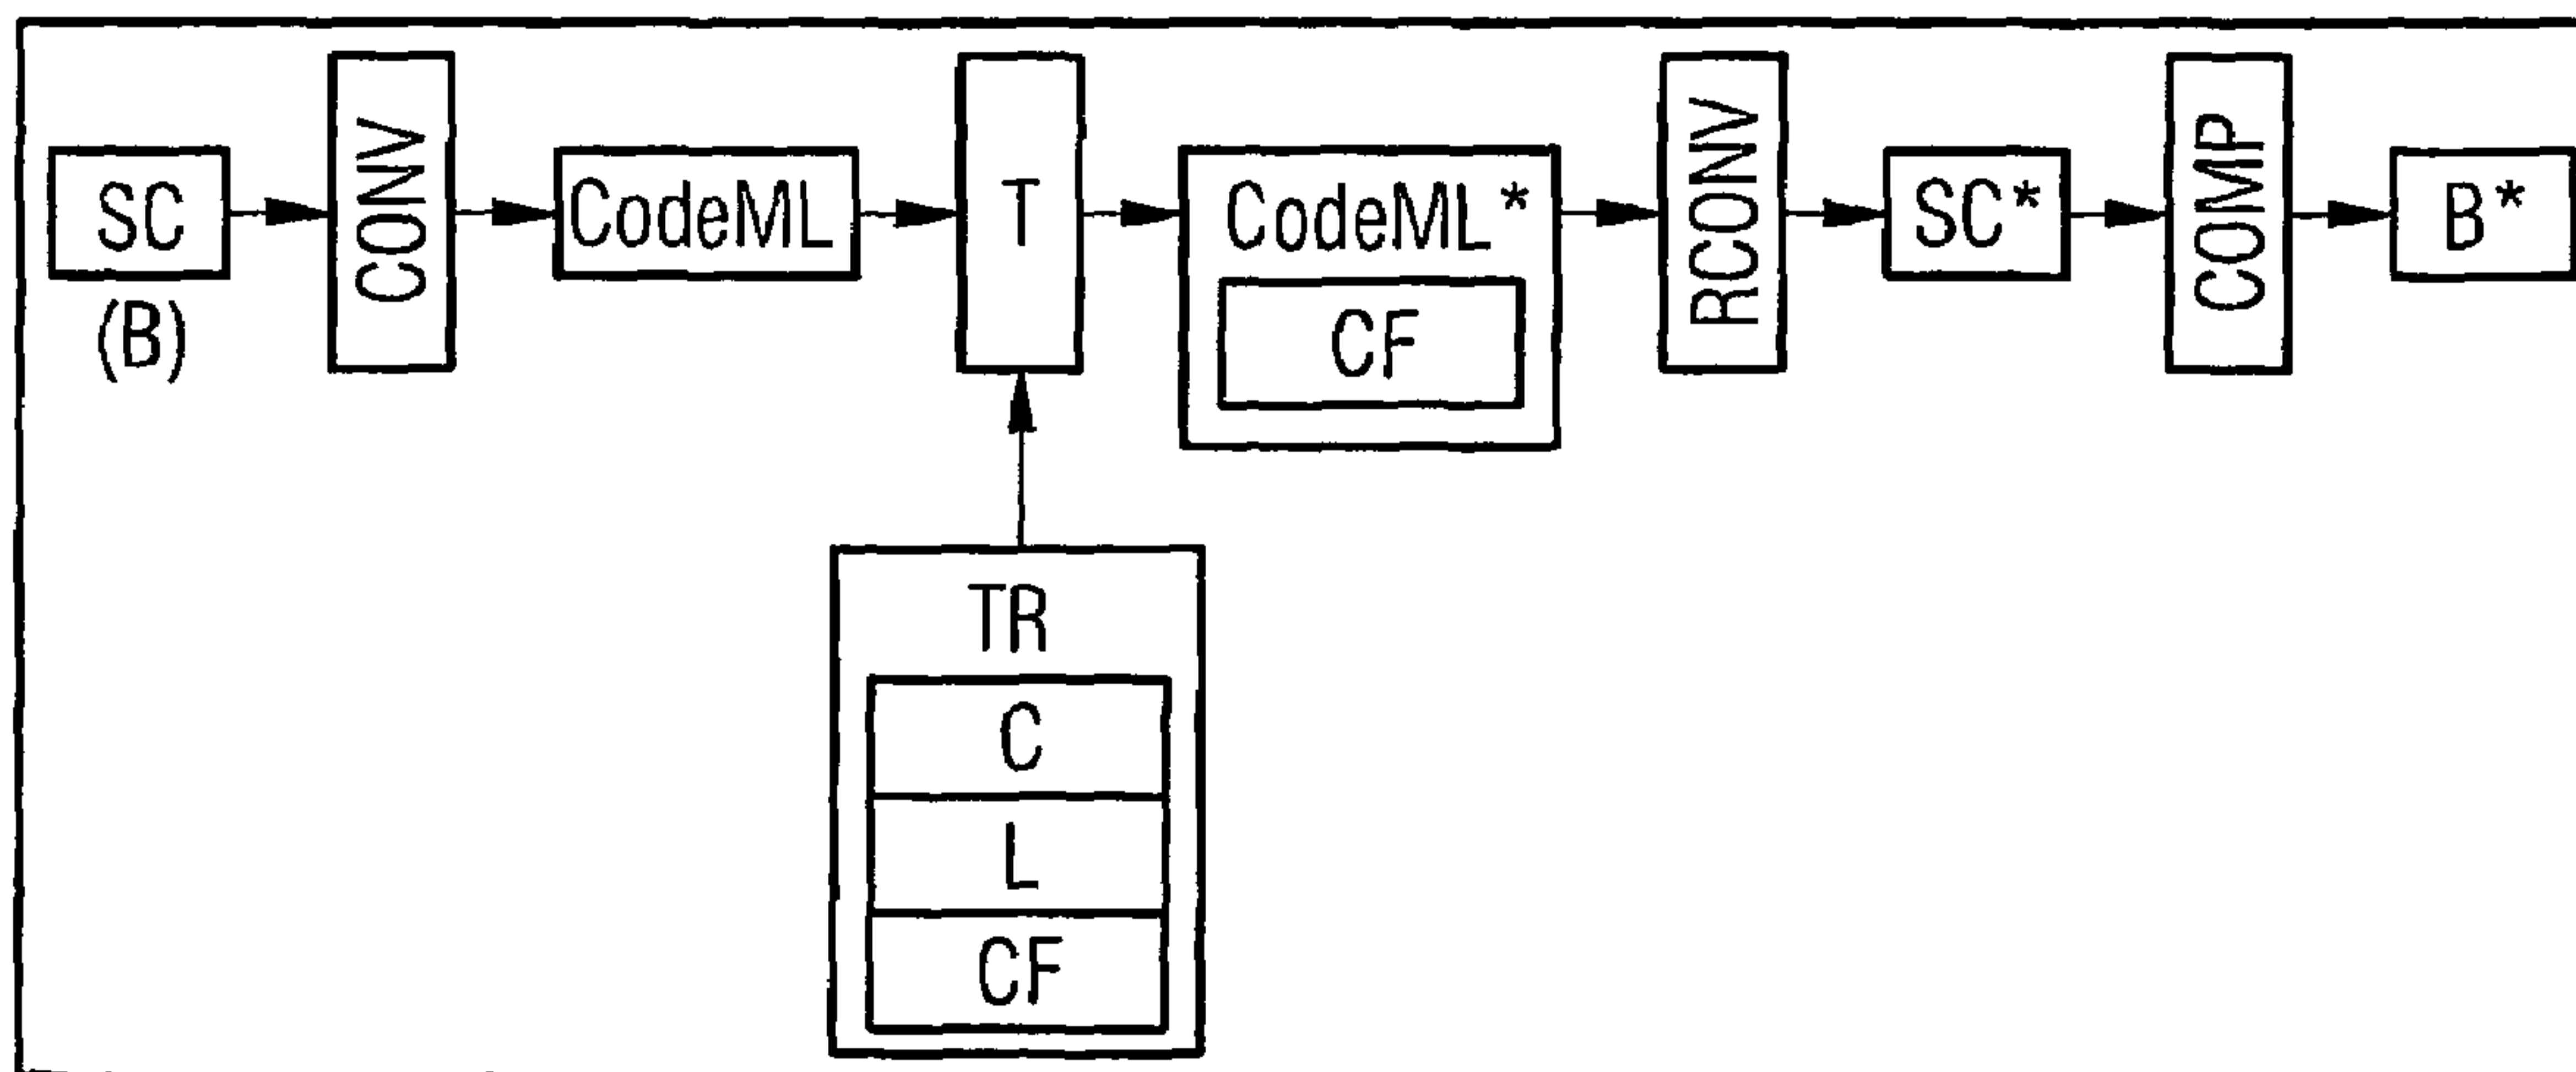 SC
(B)
CONV
CodeML
T
CodeML*
CF
RCONV
SC*
COMP
B*
TR
C
L
CF